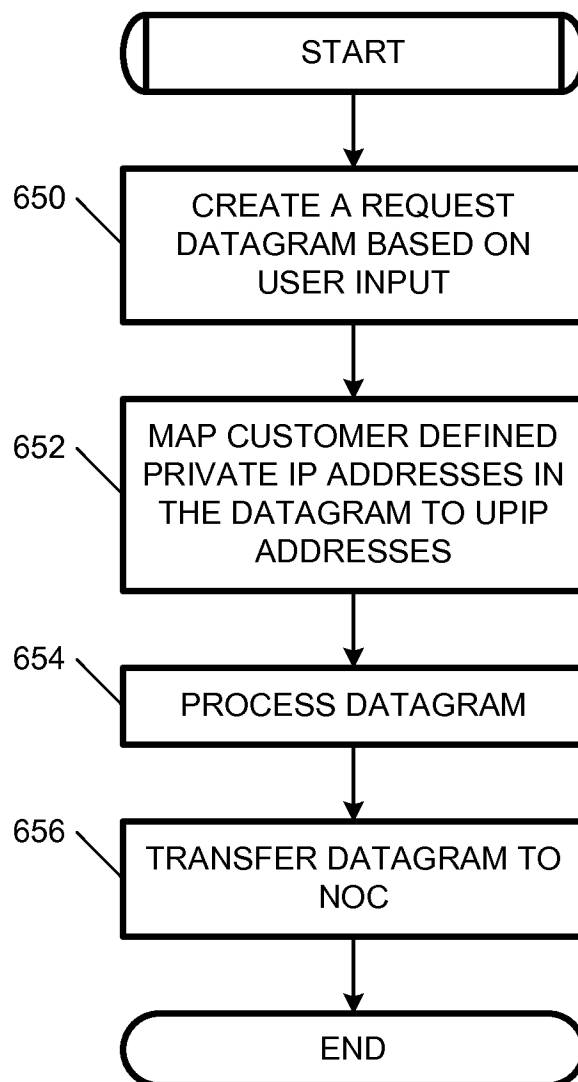 START
650
CREATE A REQUEST
DATAGRAM BASED ON
USER INPUT
652
MAP CUSTOMER DEFINED
PRIVATE IP ADDRESSES IN
THE DATAGRAM TO UPIP
ADDRESSES
654
PROCESS DATAGRAM
656
TRANSFER DATAGRAM TO
NOC
END